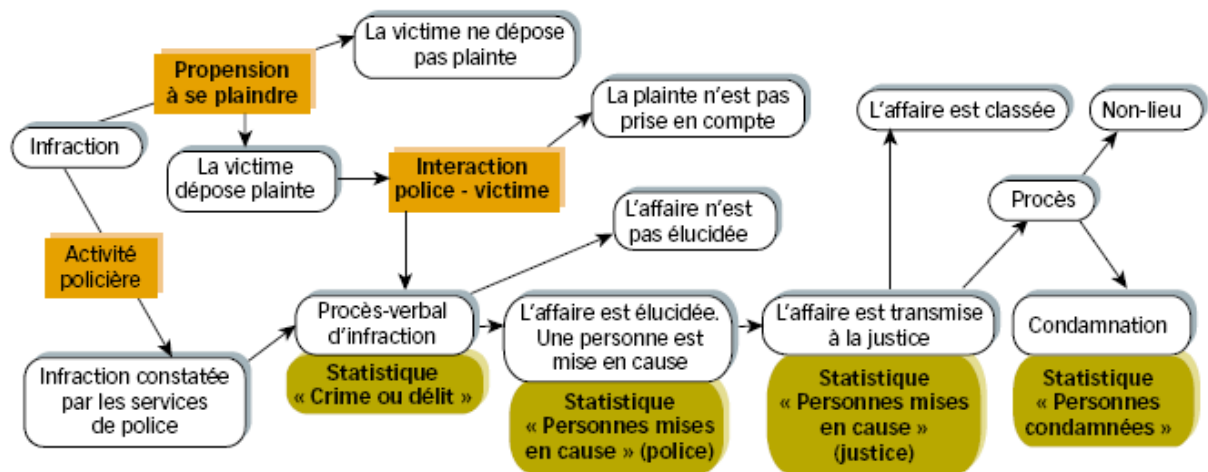 La victime ne dépose
pas plainte
Propension
à se plaindre
La plainte n'est pas
prise en compte
L'affaire est classée
Non-lieu
Infraction
La victime
dépose plainte
Interaction
police - victime
Procès
L'affaire n'est
pas élucidée
Activité
policière
Procès-verbal
d'infraction
L'affaire est élucidée.
Une personne est
mise en cause
L'affaire est transmise
à la justice
Condamnation
Infraction constatée
par les services
de police
Statistique
« Crime ou délit »
Statistique
« Personnes mises
en cause » (police)
Statistique
« Personnes mises
en cause »
(justice)
Statistique
« Personnes
condamnées »